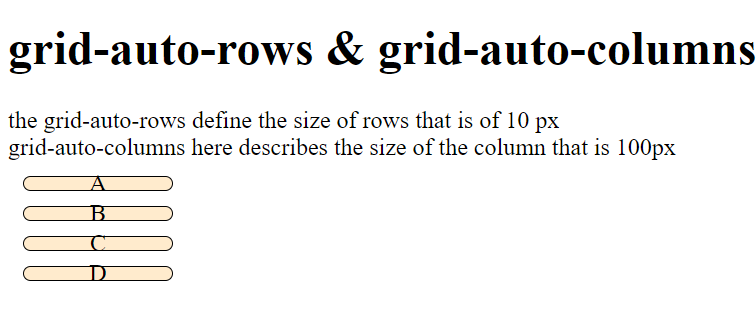 grid-auto-rows & grid-auto-columns
the grid-auto-rows define the size of rows that is of 10 px
grid-auto-columns here describes the size of the column that is 100px
A
B
C
D